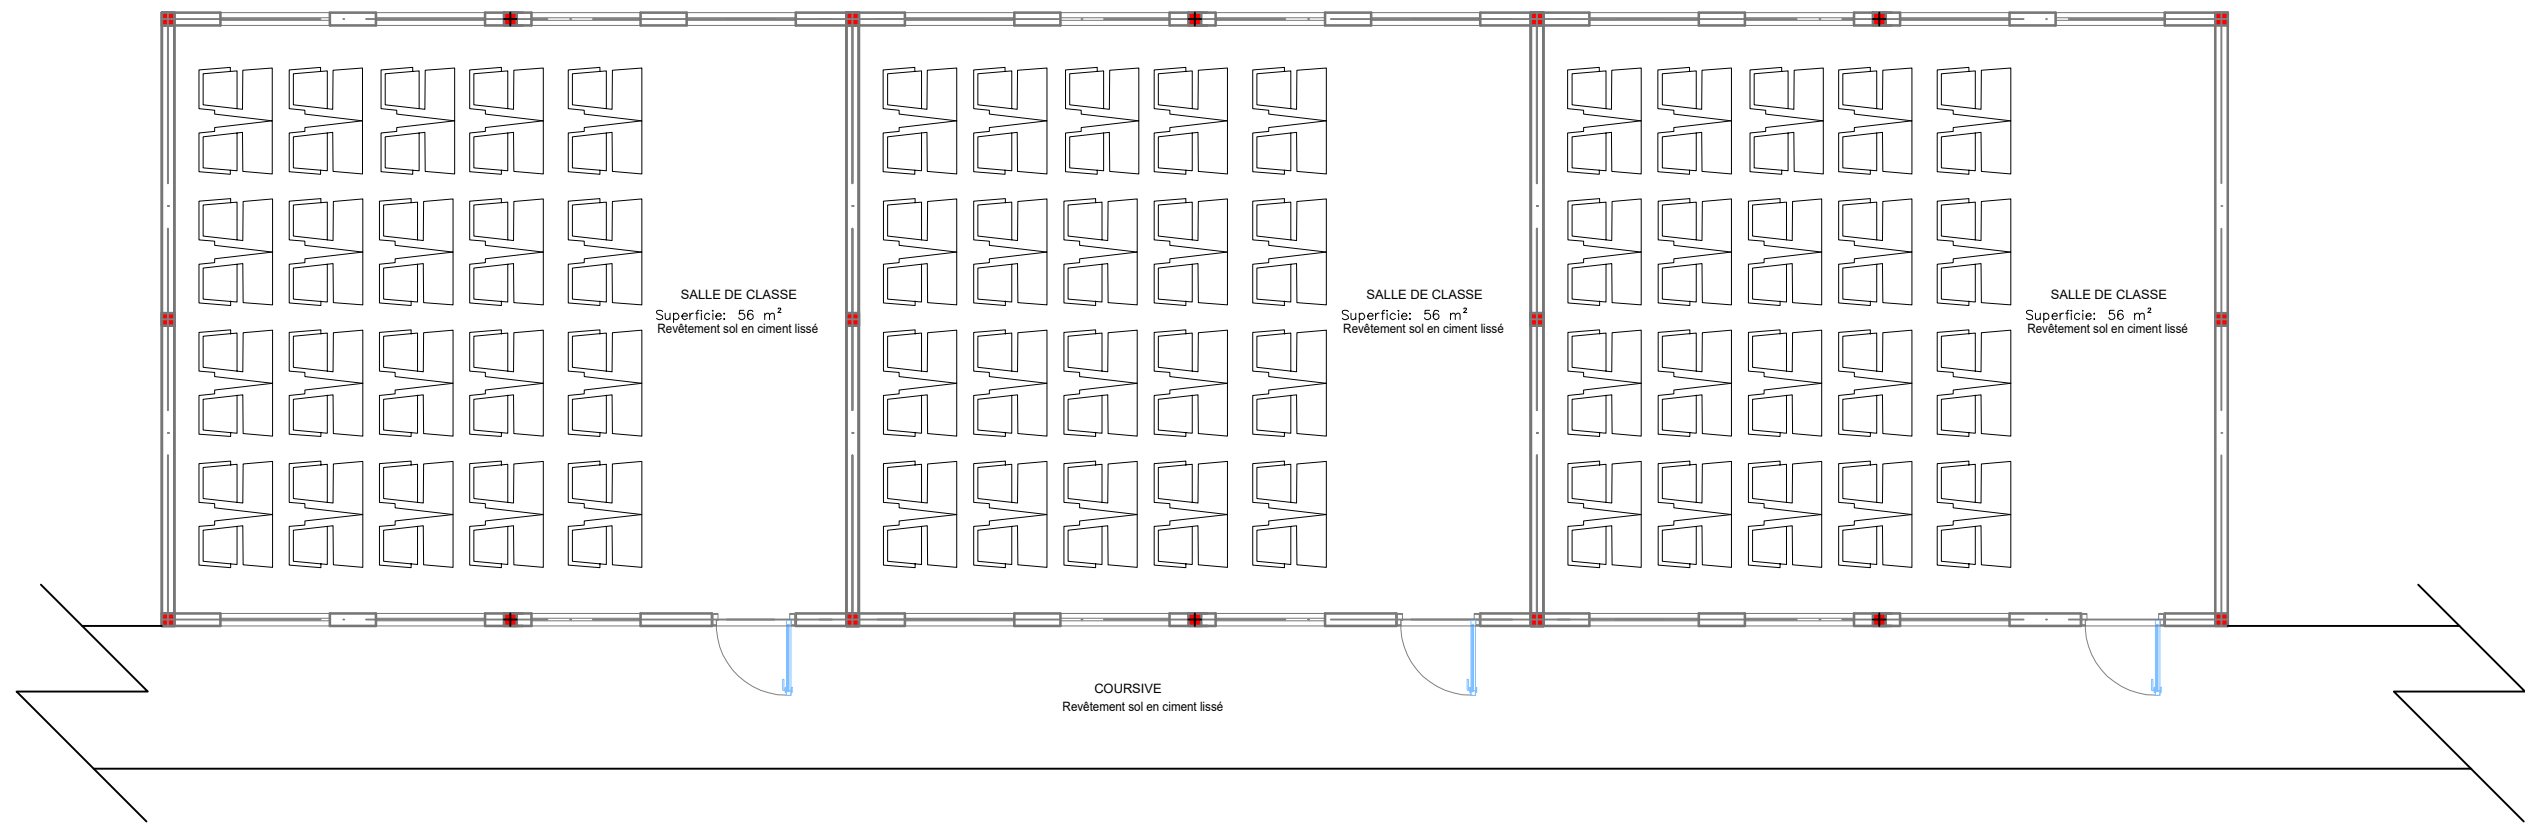 SALLE DE CLASSE
Superficie: 56 m²
Revêtement sol en ciment lissé
SALLE DE CLASSE
Superficie: 56 m²
Revêtement sol en ciment lissé
SALLE DE CLASSE
Superficie: 56 m²
Revêtement sol en ciment lissé
COURSIVE
Revêtement sol en ciment lissé